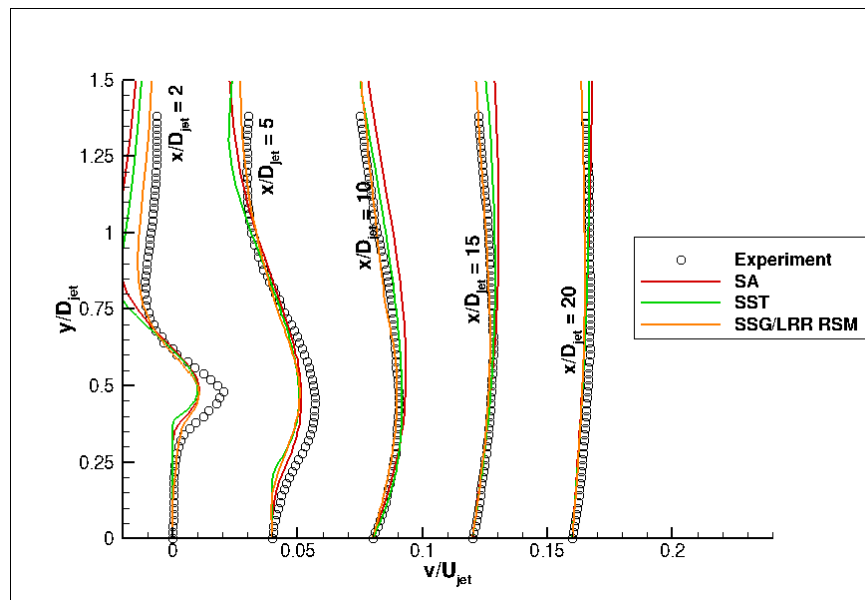 1.5
1.25
1
0.75
0.5
0.25
0
y/D_jet
x/D_jet = 2
x/D_jet = 5
x/D_jet = 10
x/D_jet = 15
x/D_jet = 20
Experiment
SA
SST
SSG/LRR RSM
0 0.05 0.1 0.15 0.2
v/U_jet